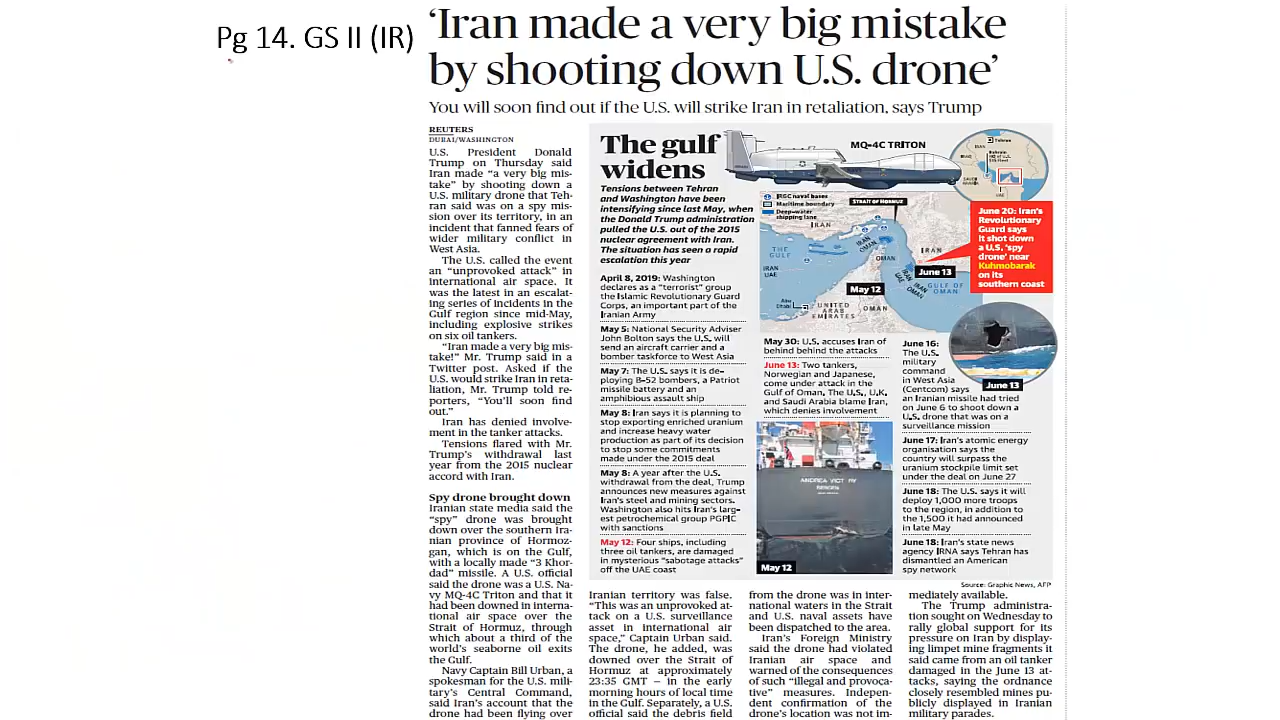 Pg 14. GS II (IR)
‘Iran made a very big mistake
by shooting down U.S. drone’
You will soon find out if the U.S. will strike Iran in retaliation, says Trump
REUTERS
DUBAI/WASHINGTON
U.S. President Donald
Trump on Thursday said
Iran made “a very big mis-
take” by shooting down a
U.S. military drone that Teh-
ran said was on a spy mis-
sion over its territory, in an
incident that fanned fears of
wider military conflict in
West Asia.
The U.S. called the event
an “unprovoked attack” in
international air space. It
was the latest in an escalat-
ing series of incidents in the
Gulf region since mid-May,
including explosive strikes
on six oil tankers.
“Iran made a very big mis-
take!” Mr. Trump said in a
Twitter post. Asked if the
U.S. would strike Iran in reta-
liation, Mr. Trump told re-
porters, “You’ll soon find
out.”
Iran has denied involve-
ment in the tanker attacks.
Tensions flared with Mr.
Trump’s withdrawal last
year from the 2015 nuclear
accord with Iran.
Spy drone brought down
Iranian state media said the
“spy” drone was brought
down over the southern Ira-
nian province of Hormoz-
gan, which is on the Gulf,
with a locally made “3 Khor-
dad” missile. A U.S. official
said the drone was a U.S. Na-
vy MQ-4C Triton and that it
had been downed in interna-
tional air space over the
Strait of Hormuz, through
which about a third of the
world’s seaborne oil exits
the Gulf.
Navy Captain Bill Urban, a
spokesman for the U.S. mili-
tary’s Central Command,
said Iran’s account that the
drone had been flying over
The gulf
widens
Tensions between Tehran
and Washington have been
intensifying since last May, when
the Donald Trump administration
pulled the U.S. out of the 2015
nuclear agreement with Iran.
The situation has seen a rapid
escalation this year
April 8, 2019: Washington
declares as a “terrorist” group
the Islamic Revolutionary Guard
Corps, an important part of the
Iranian Army
May 5: National Security Adviser
John Bolton says the U.S. will
send an aircraft carrier and a
bomber taskforce to West Asia
May 7: The U.S. says it is de-
ploying B-52 bombers, a Patriot
missile battery and an
amphibious assault ship
May 8: Iran says it is planning to
stop exporting enriched uranium
and increase heavy water
production as part of its decision
to stop some commitments
made under the 2015 deal
May 8: A year after the U.S.
withdrawal from the deal, Trump
announces new measures against
Iran’s steel and mining sectors.
Washington also hits Iran’s larg-
est petrochemical group PGPIC
with sanctions
May 12: Four ships, including
three oil tankers, are damaged
in mysterious “sabotage attacks”
off the UAE coast
MQ-4C TRITON
Tehran
IRAN
IRAQ
Bahrain
HQ of U.S.
5th Fleet
SAUDI
ARABIA
UAE
IRGC naval bases
Maritime boundary
Deep-water
shipping lane
STRAIT OF HORMUZ
IRAN
THE
GULF
IRAN
OMAN
IRAN
OMAN
IRAN
UAE
June 13
IRAN
OMAN
GULF OF
OMAN
May 12
Abu
Dhabi
UNITED
ARAB
EMIRATES
OMAN
June 20: Iran’s
Revolutionary
Guard says
it shot down
a U.S. ‘spy
drone’ near
Kuhmobarak
on its
southern coast
May 30: U.S. accuses Iran of
behind behind the attacks
June 13: Two tankers,
Norwegian and Japanese,
come under attack in the
Gulf of Oman. The U.S., U.K.
and Saudi Arabia blame Iran,
which denies involvement
ANDREA VICTORY
BERGEN
May 12
June 13
June 16:
The U.S.
military
command
in West Asia
(Centcom) says
an Iranian missile had tried
on June 6 to shoot down a
U.S. drone that was on a
surveillance mission
June 17: Iran’s atomic energy
organisation says the
country will surpass the
uranium stockpile limit set
under the deal on June 27
June 18: The U.S. says it will
deploy 1,000 more troops
to the region, in addition to
the 1,500 it had announced
in late May
June 18: Iran’s state news
agency IRNA says Tehran has
dismantled an American
spy network
Source: Graphic News, AFP
Iranian territory was false.
“This was an unprovoked at-
tack on a U.S. surveillance
asset in international air
space,” Captain Urban said.
The drone, he added, was
downed over the Strait of
Hormuz at approximately
23:35 GMT – in the early
morning hours of local time
in the Gulf. Separately, a U.S.
official said the debris field
from the drone was in inter-
national waters in the Strait
and U.S. naval assets have
been dispatched to the area.
Iran’s Foreign Ministry
said the drone had violated
Iranian air space and
warned of the consequences
of such “illegal and provoca-
tive” measures. Indepen-
dent confirmation of the
drone’s location was not im-
mediately available.
The Trump administra-
tion sought on Wednesday to
rally global support for its
pressure on Iran by display-
ing limpet mine fragments it
said came from an oil tanker
damaged in the June 13 at-
tacks, saying the ordnance
closely resembled mines pu-
blicly displayed in Iranian
military parades.